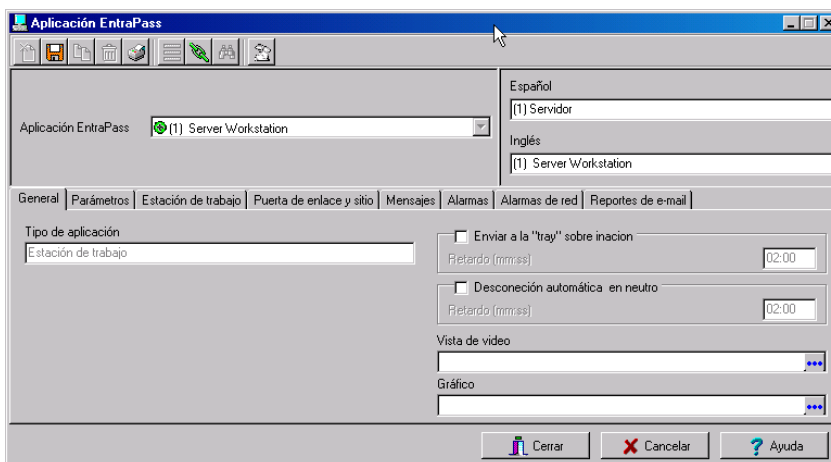 Aplicación EntraPass
Español
(1) Servidor
Aplicación EntraPass
(1) Server Workstation
Inglés
(1) Server Workstation
General Parámetros Estación de trabajo Puerta de enlace y sitio Mensajes Alarmas Alarmas de red Reportes de e-mail
Tipo de aplicación
Estación de trabajo
Enviar a la "tray" sobre inacion
Retardo (mm:ss) 02:00
Desconeción automática en neutro
Retardo (mm:ss) 02:00
Vista de video
Gráfico
Cerrar Cancelar Ayuda